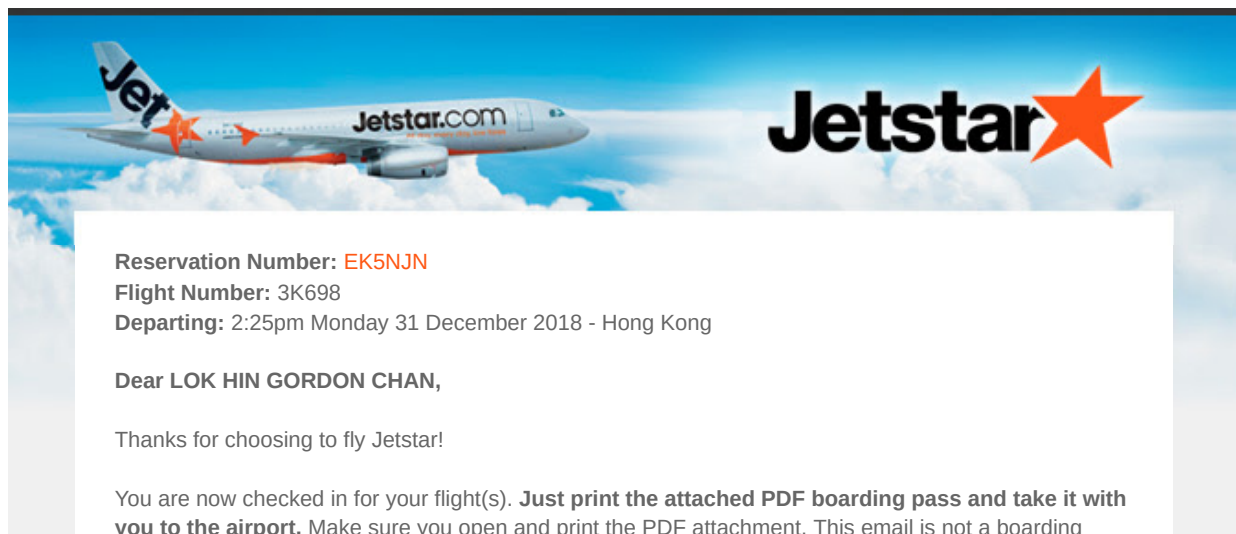 Jet
Jetstar.com
Jetstar
Reservation Number: EK5NJN
Flight Number: 3K698
Departing: 2:25pm Monday 31 December 2018 - Hong Kong
Dear LOK HIN GORDON CHAN,
Thanks for choosing to fly Jetstar!
You are now checked in for your flight(s). Just print the attached PDF boarding pass and take it with
you to the airport. Make sure you open and print the PDF attachment. This email is not a boarding